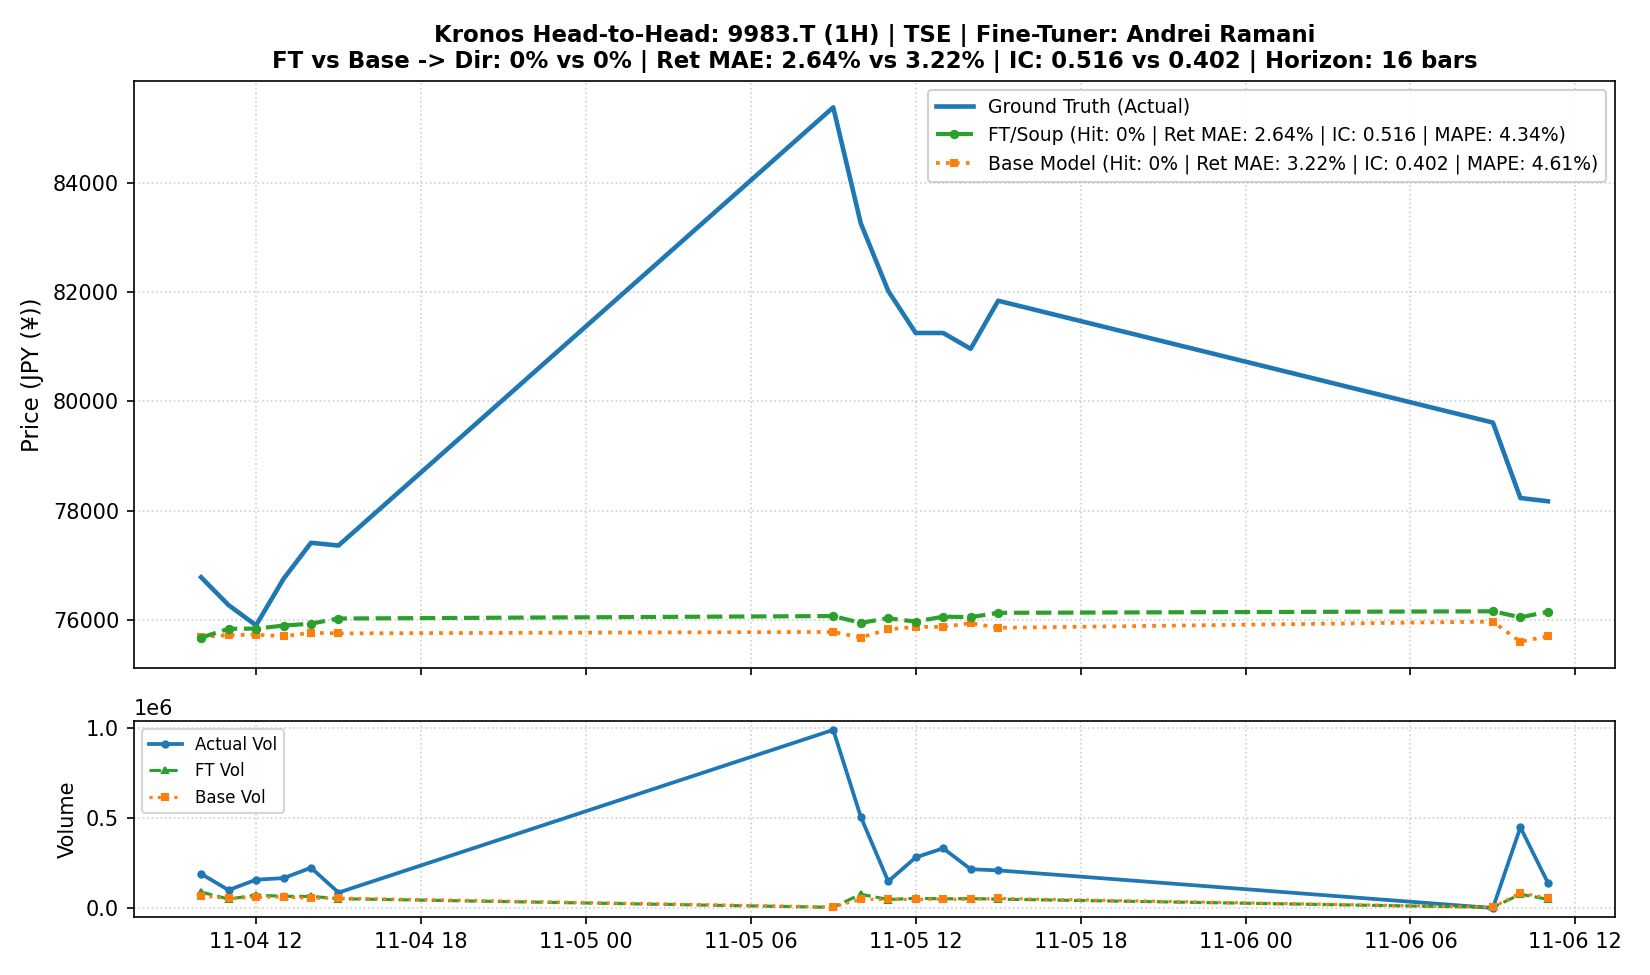 Kronos Head-to-Head: 9983.T (1H) | TSE | Fine-Tuner: Andrei Ramani
FT vs Base -> Dir: 0% vs 0% | Ret MAE: 2.64% vs 3.22% | IC: 0.516 vs 0.402 | Horizon: 16 bars
Ground Truth (Actual)
FT/Soup (Hit: 0% | Ret MAE: 2.64% | IC: 0.516 | MAPE: 4.34%)
Base Model (Hit: 0% | Ret MAE: 3.22% | IC: 0.402 | MAPE: 4.61%)
Price (JPY (¥))
84000
82000
80000
78000
76000
1e6
Actual Vol
FT Vol
Base Vol
Volume
1.0
0.5
0.0
11-04 12
11-04 18
11-05 00
11-05 06
11-05 12
11-05 18
11-06 00
11-06 06
11-06 12